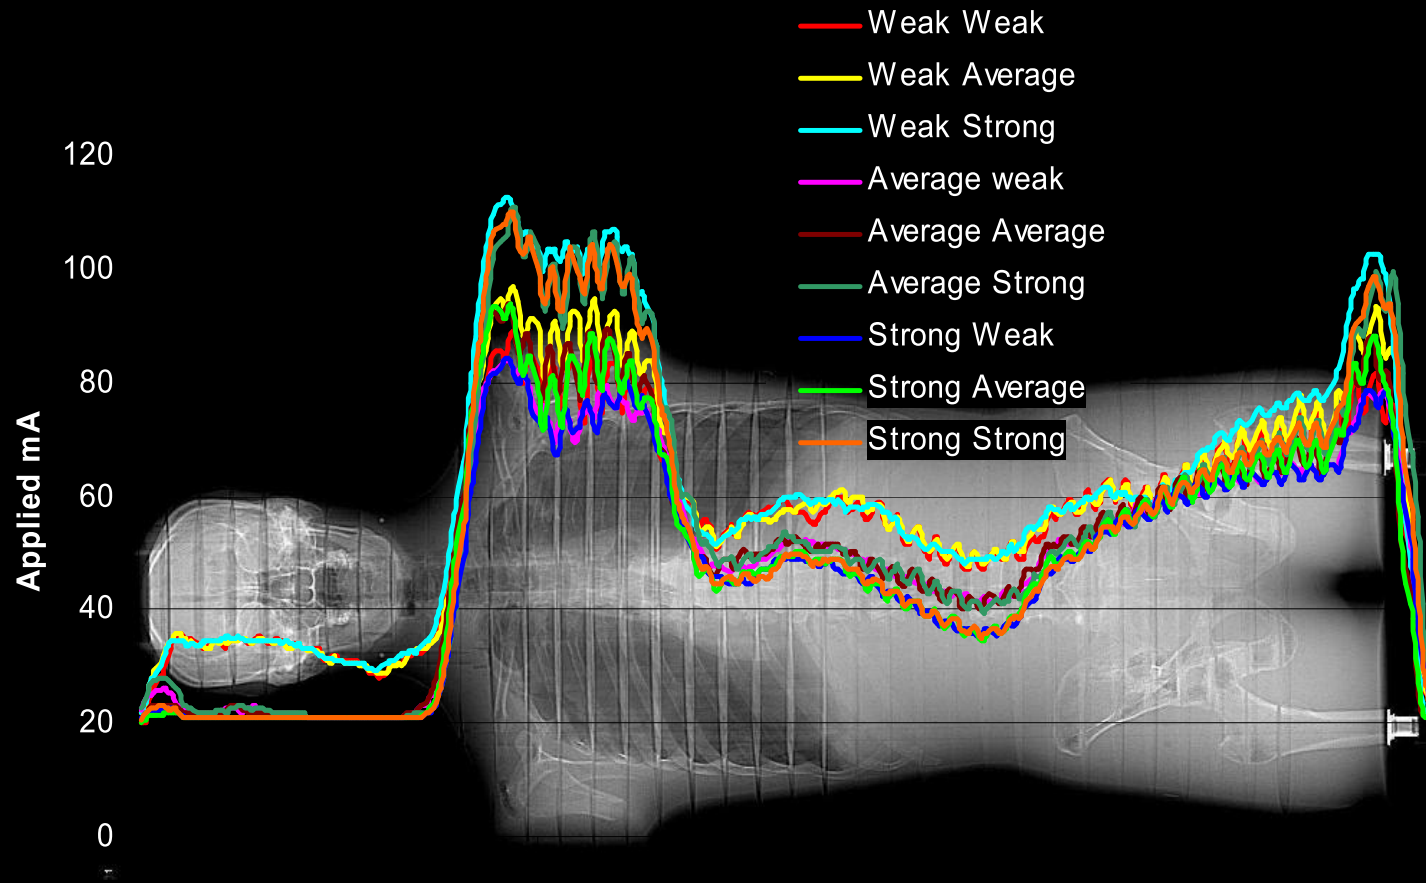 Weak Weak
Weak Average
Weak Strong
Average weak
Average Average
Average Strong
Strong Weak
Strong Average
Strong Strong
120
100
80
60
40
20
0
Applied mA
1